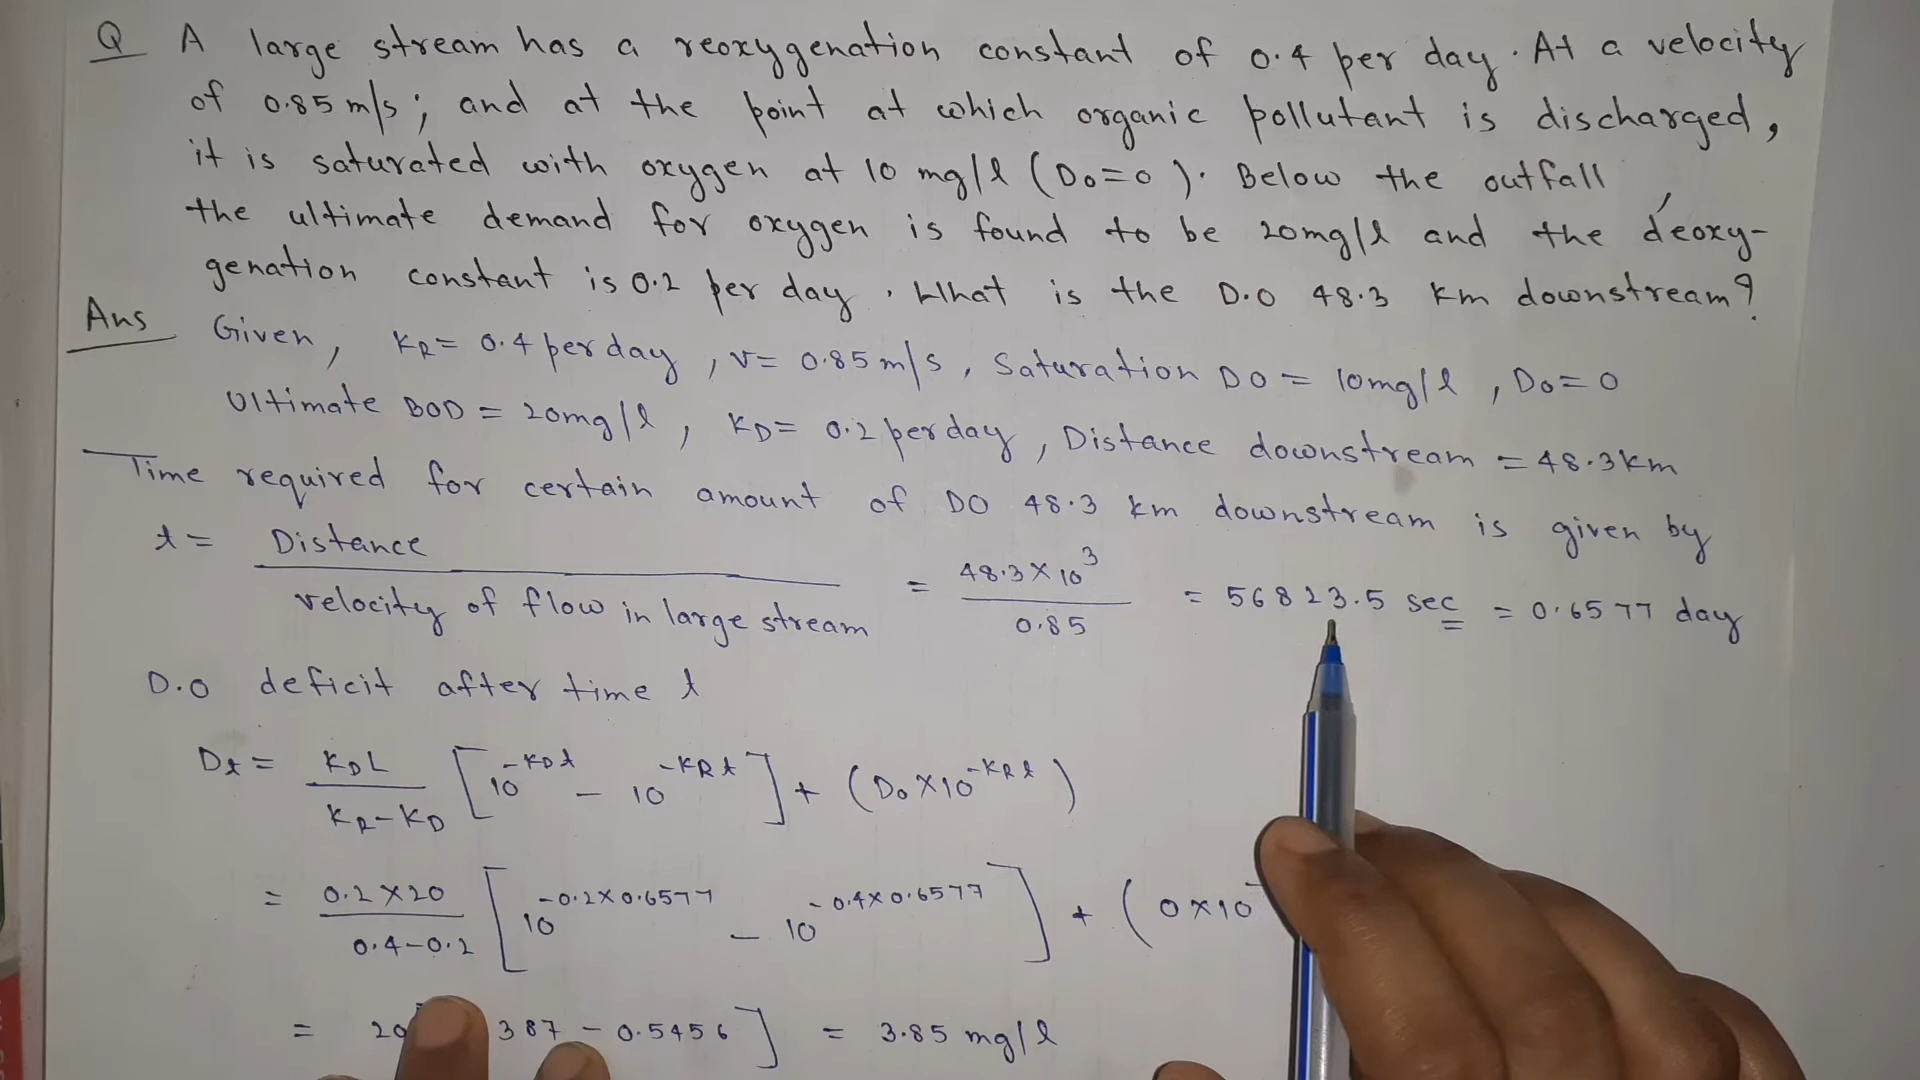 Q A large stream has a reoxygenation constant of 0.4 per day. At a velocity
of 0.85 m/s; and at the point at which organic pollutant is discharged,
it is saturated with oxygen at 10 mg/l (Do=0). Below the outfall
the ultimate demand for oxygen is found to be 20mg/l and the deoxy-
genation constant is 0.2 per day. What is the D.O 48.3 km downstream?
Ans Given, KR= 0.4 per day, v= 0.85 m/s, Saturation DO = 10mg/l, Do=0
Ultimate BOD = 20mg/l, KD= 0.2 per day, Distance downstream = 48.3km
Time required for certain amount of DO 48.3 km downstream is given by
t = Distance / velocity of flow in large stream = 48.3×10³ / 0.85 = 56823.5 sec = 0.6577 day
D.O deficit after time t
Dt = KDL / KR-KD [10^-KDt - 10^-KRt] + (Do×10^-KRt)
= 0.2×20 / 0.4-0.2 [10^-0.2×0.6577 - 10^-0.4×0.6577] + (0×10^-
= 20 387 - 0.5456] = 3.85 mg/l